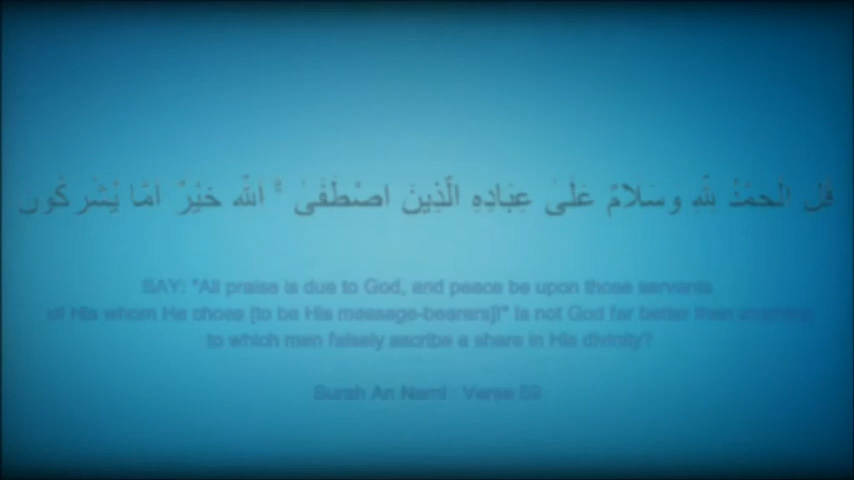 قُلِ الْحَمْدُ لِلَّهِ وَسَلَامٌ عَلَىٰ عِبَادِهِ الَّذِينَ اصْطَفَىٰ ۗ آللَّهُ خَيْرٌ أَمَّا يُشْرِكُونَ
SAY: "All praise is due to God, and peace be upon those servants
of His whom He chose [to be His message-bearers]!" Is not God far better than anything
to which men falsely ascribe a share in His divinity?
Surah An Naml : Verse 59